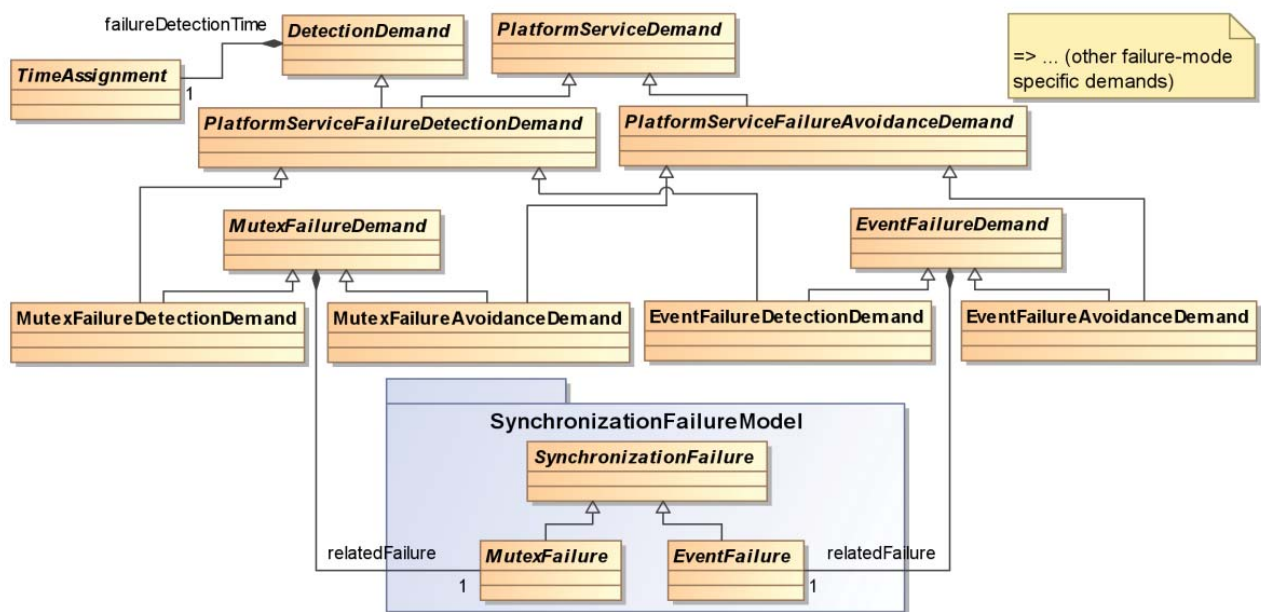 failureDetectionTime
DetectionDemand
PlatformServiceDemand
=> ... (other failure-mode
specific demands)
TimeAssignment
1
PlatformServiceFailureDetectionDemand
PlatformServiceFailureAvoidanceDemand
MutexFailureDemand
EventFailureDemand
MutexFailureDetectionDemand
MutexFailureAvoidanceDemand
EventFailureDetectionDemand
EventFailureAvoidanceDemand
SynchronizationFailureModel
SynchronizationFailure
relatedFailure
MutexFailure
EventFailure
relatedFailure
1
1